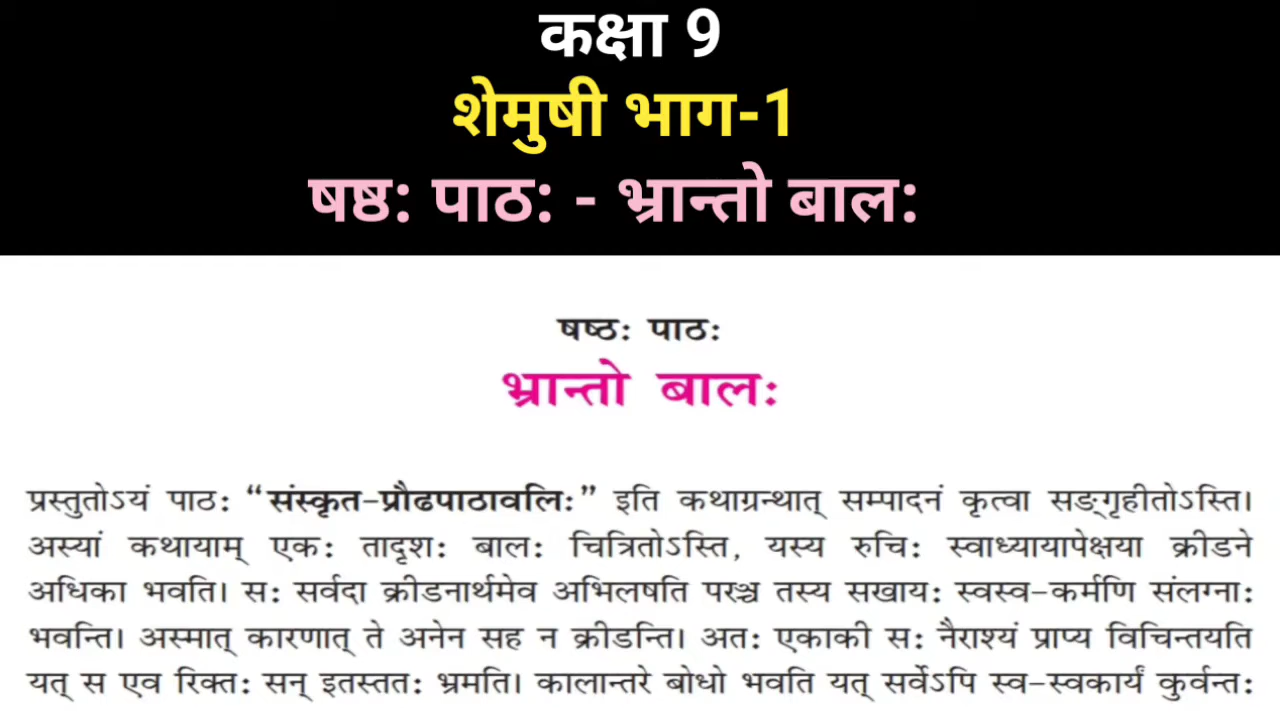 कक्षा 9
शेमुषी भाग-1
षष्ठ: पाठ: - भ्रान्तो बाल:
षष्ठः पाठः
भ्रान्तो बालः
प्रस्तुतोऽयं पाठः “संस्कृत-प्रौढपाठावलिः” इति कथाग्रन्थात् सम्पादनं कृत्वा सङ्गृहीतोऽस्ति।
अस्यां कथायाम् एकः तादृशः बालः चित्रितोऽस्ति, यस्य रुचिः स्वाध्यायापेक्षया क्रीडने
अधिका भवति। सः सर्वदा क्रीडनार्थमेव अभिलषति परञ्च तस्य सखायः स्वस्व-कर्मणि संलग्नाः
भवन्ति। अस्मात् कारणात् ते अनेन सह न क्रीडन्ति। अतः एकाकी सः नैराश्यं प्राप्य विचिन्तयति
यत् स एव रिक्तः सन् इतस्ततः भ्रमति। कालान्तरे बोधो भवति यत् सर्वेऽपि स्व-स्वकार्यं कुर्वन्तः